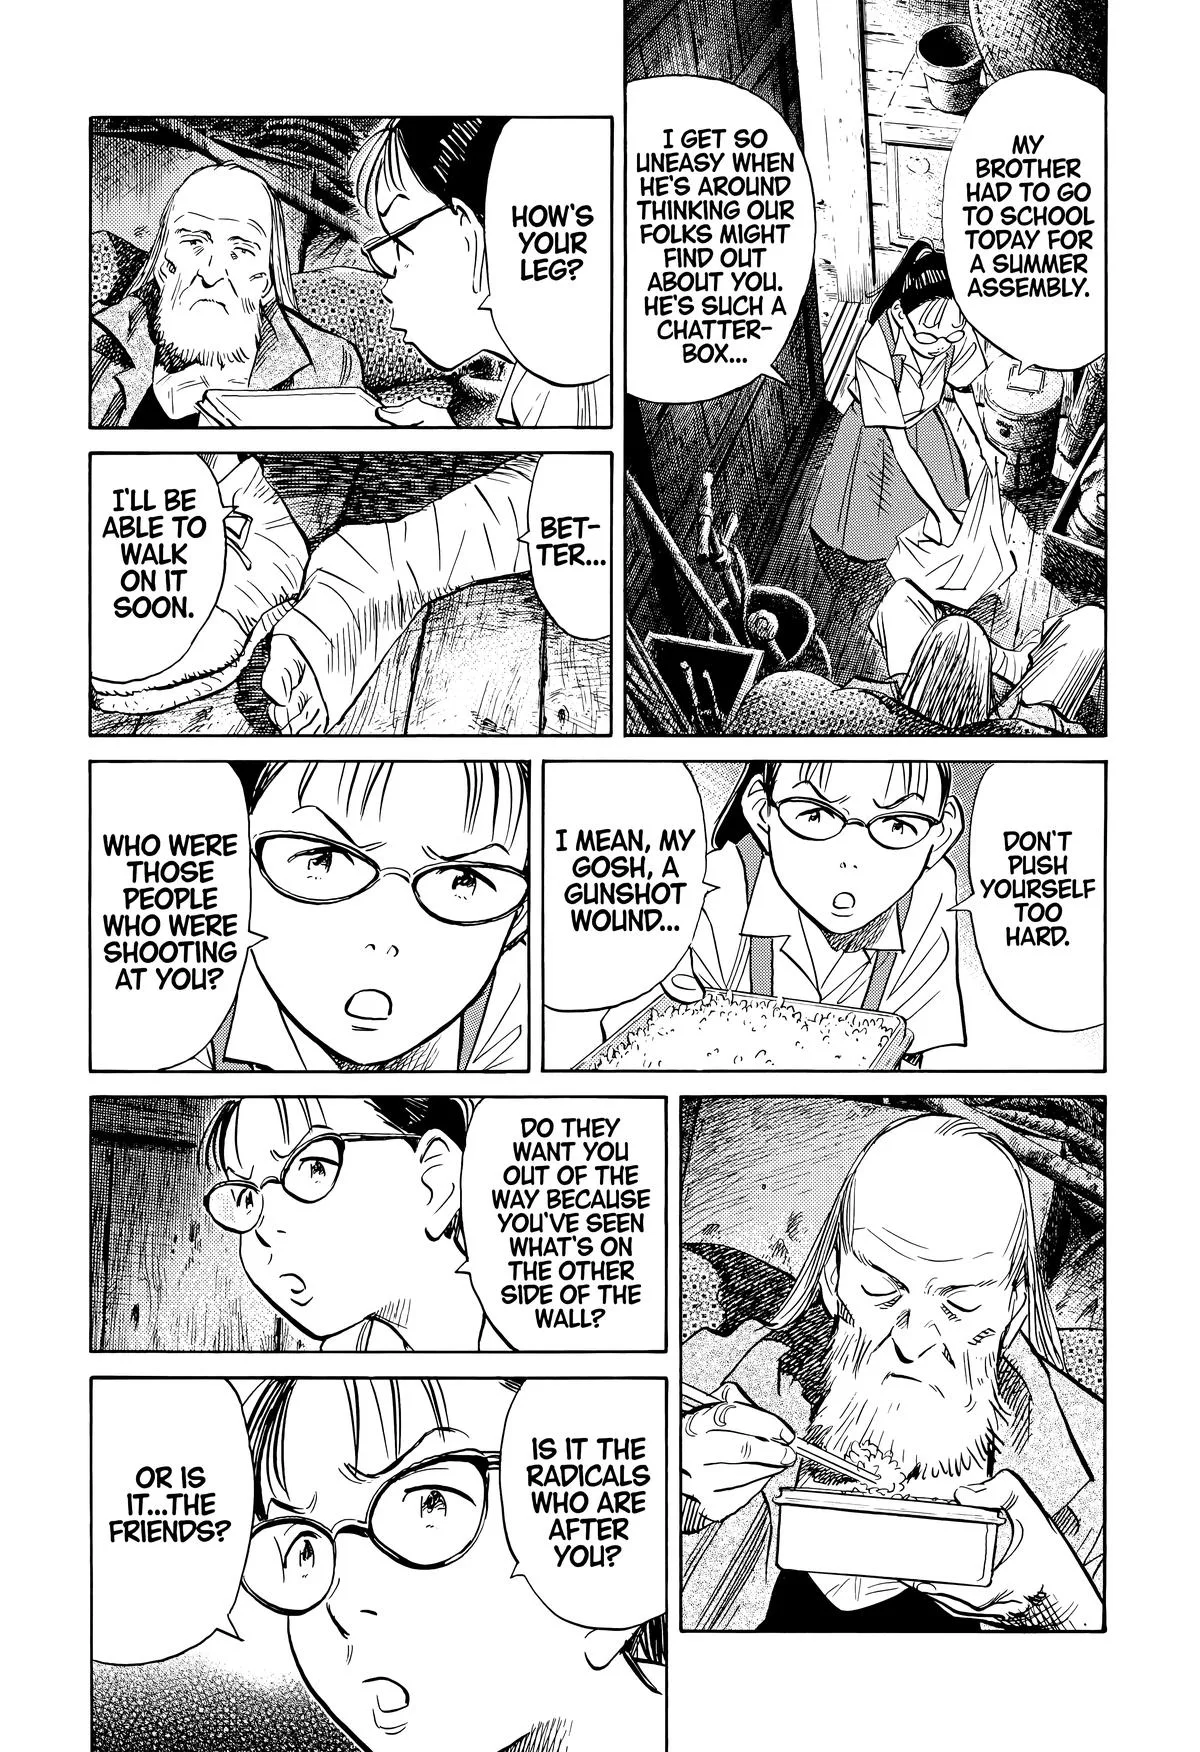 MY
BROTHER
HAD TO GO
TO SCHOOL
TODAY FOR
A SUMMER
ASSEMBLY.
I GET SO
UNEASY WHEN
HE'S AROUND
THINKING OUR
FOLKS MIGHT
FIND OUT
ABOUT YOU.
HE'S SUCH A
CHATTER-
BOX...
HOW'S
YOUR
LEG?
BET-
TER...
I'LL BE
ABLE TO
WALK
ON IT
SOON.
DON'T
PUSH
YOURSELF
TOO
HARD.
I MEAN, MY
GOSH, A
GUNSHOT
WOUND...
WHO WERE
THOSE
PEOPLE
WHO WERE
SHOOTING
AT YOU?
DO THEY
WANT YOU
OUT OF THE
WAY BECAUSE
YOU'VE SEEN
WHAT'S ON
THE OTHER
SIDE OF THE
WALL?
IS IT THE
RADICALS
WHO ARE
AFTER
YOU?
OR IS
IT...THE
FRIENDS?